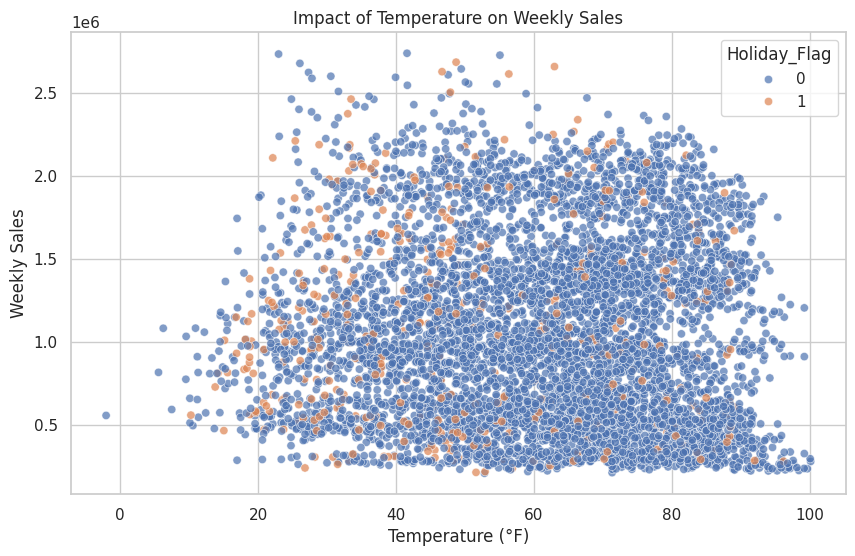 Impact of Temperature on Weekly Sales
1e6
Holiday_Flag
0
1
2.5
2.0
1.5
1.0
0.5
Weekly Sales
0 20 40 60 80 100
Temperature (°F)